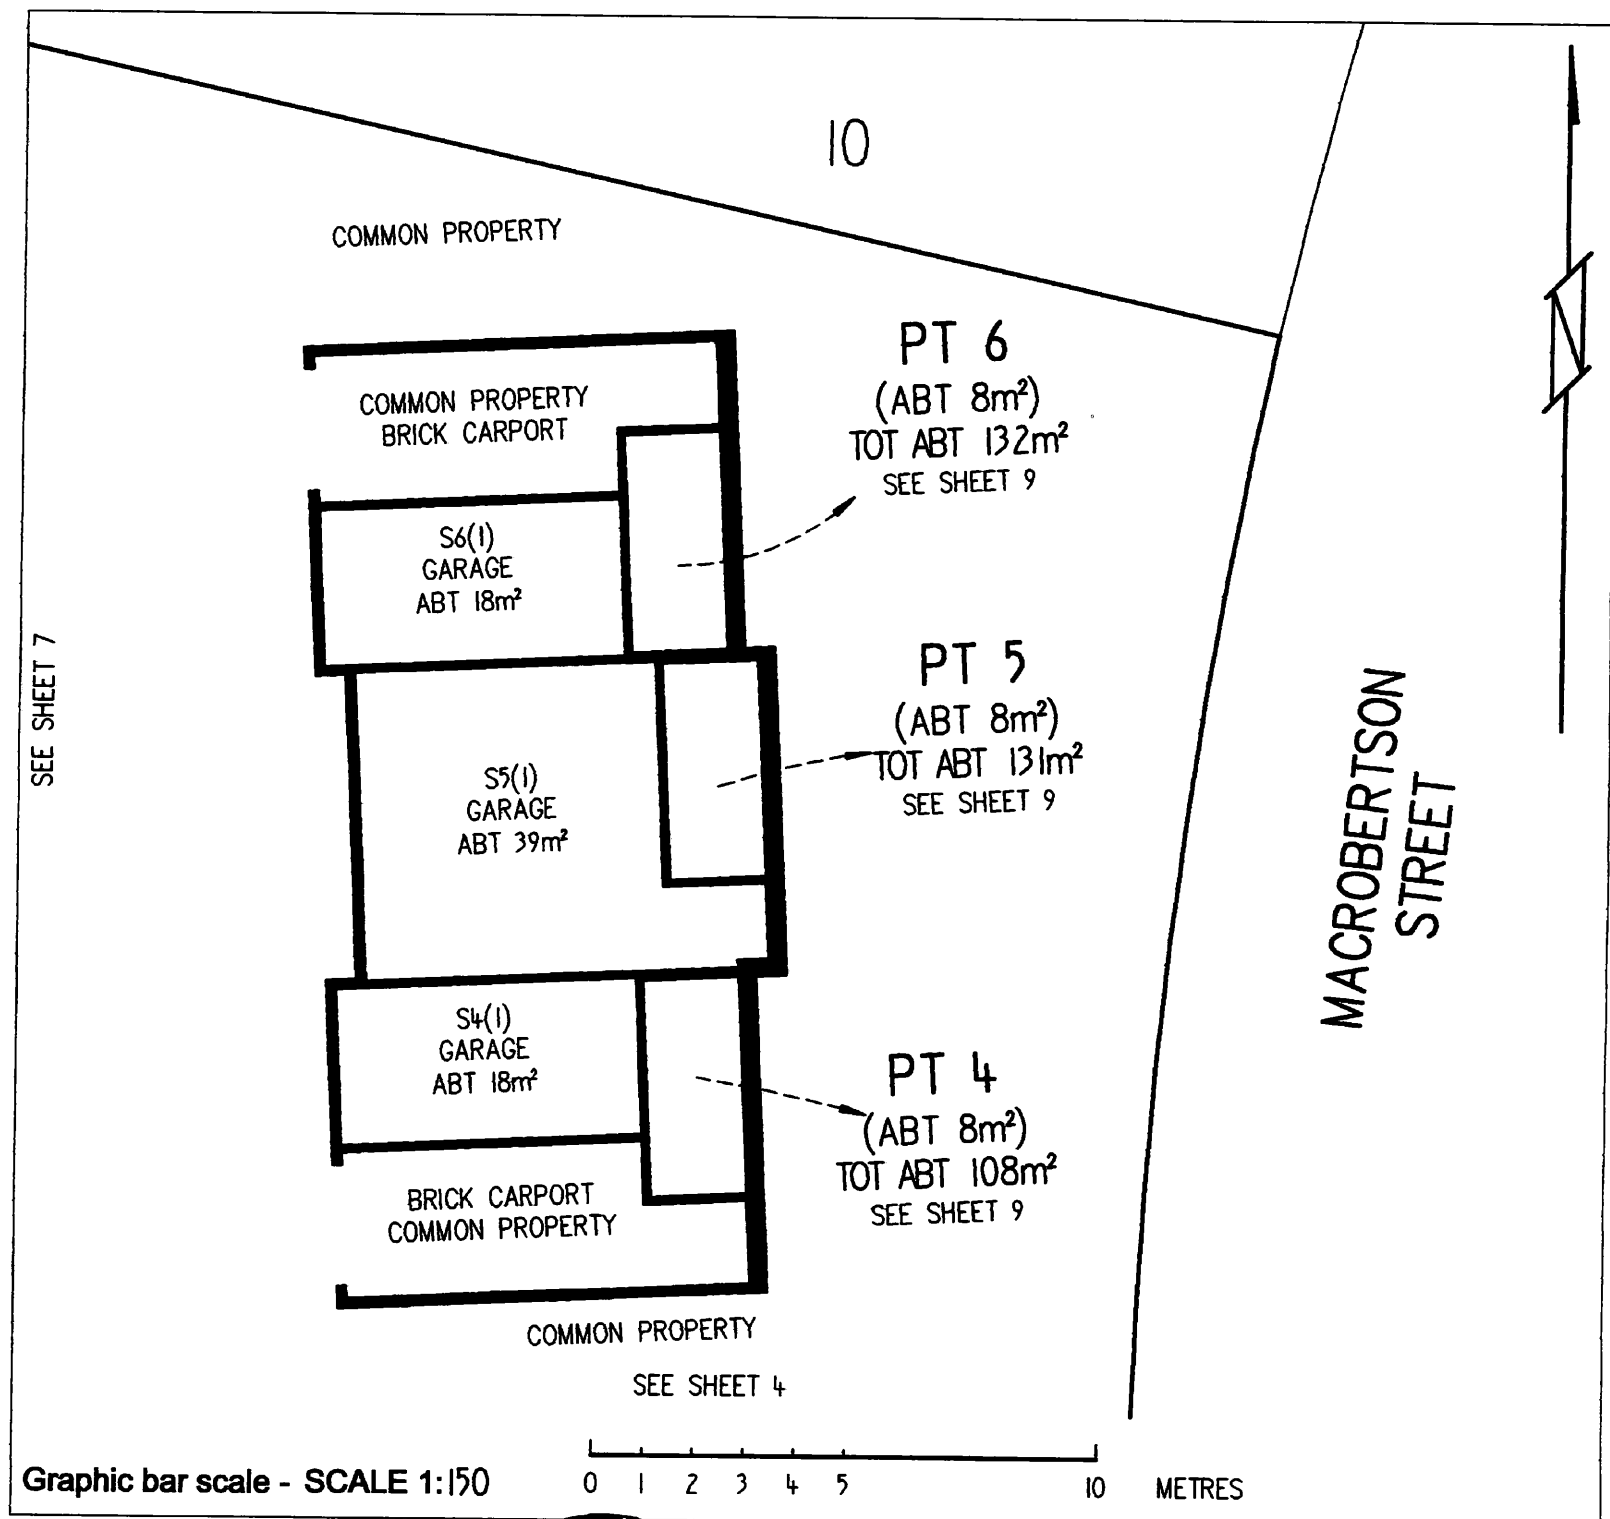 10
COMMON PROPERTY
PT 6
(ABT 8m²)
TOT ABT 132m²
SEE SHEET 9
COMMON PROPERTY
BRICK CARPORT
S6(1)
GARAGE
ABT 18m²
SEE SHEET 7
PT 5
(ABT 8m²)
TOT ABT 131m²
SEE SHEET 9
S5(1)
GARAGE
ABT 39m²
MACROBERTSON
STREET
S4(1)
GARAGE
ABT 18m²
PT 4
(ABT 8m²)
TOT ABT 108m²
SEE SHEET 9
BRICK CARPORT
COMMON PROPERTY
COMMON PROPERTY
SEE SHEET 4
Graphic bar scale - SCALE 1:150
0 1 2 3 4 5 10 METRES